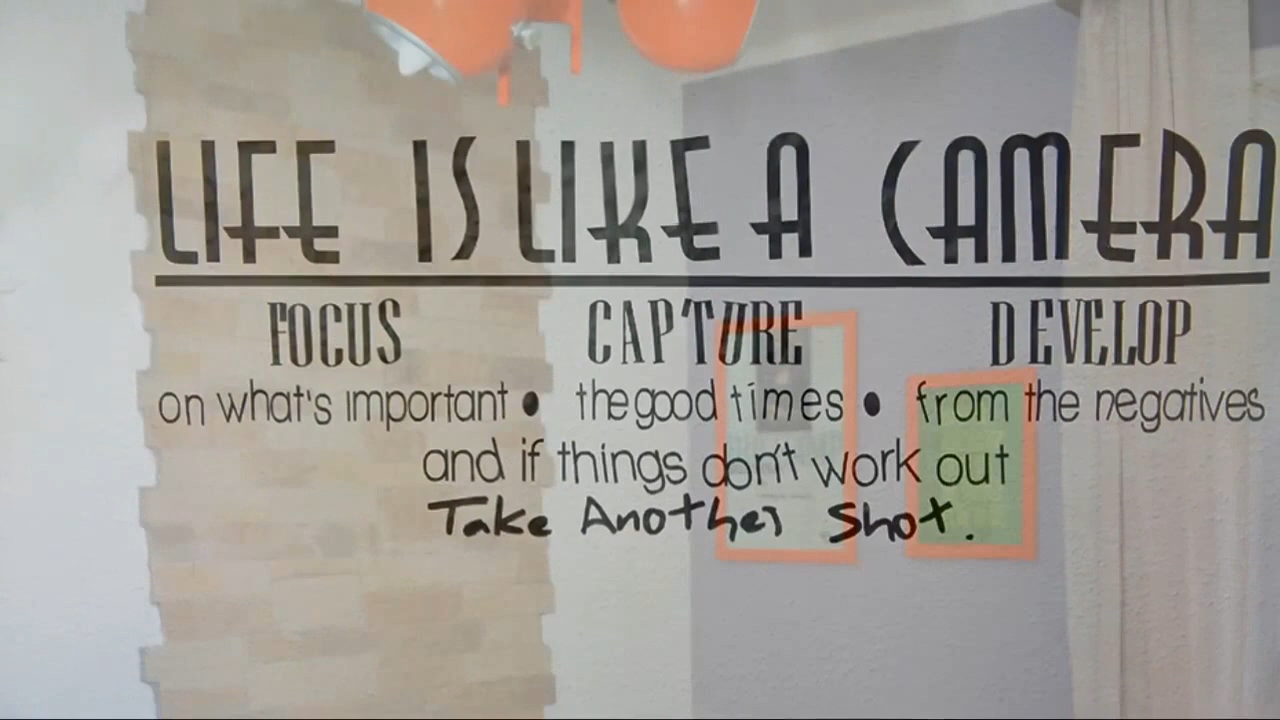 LIFE IS LIKE A CAMERA
FOCUS CAPTURE DEVELOP
on what's important • the good times • from the negatives
and if things don't work out
Take Another Shot.